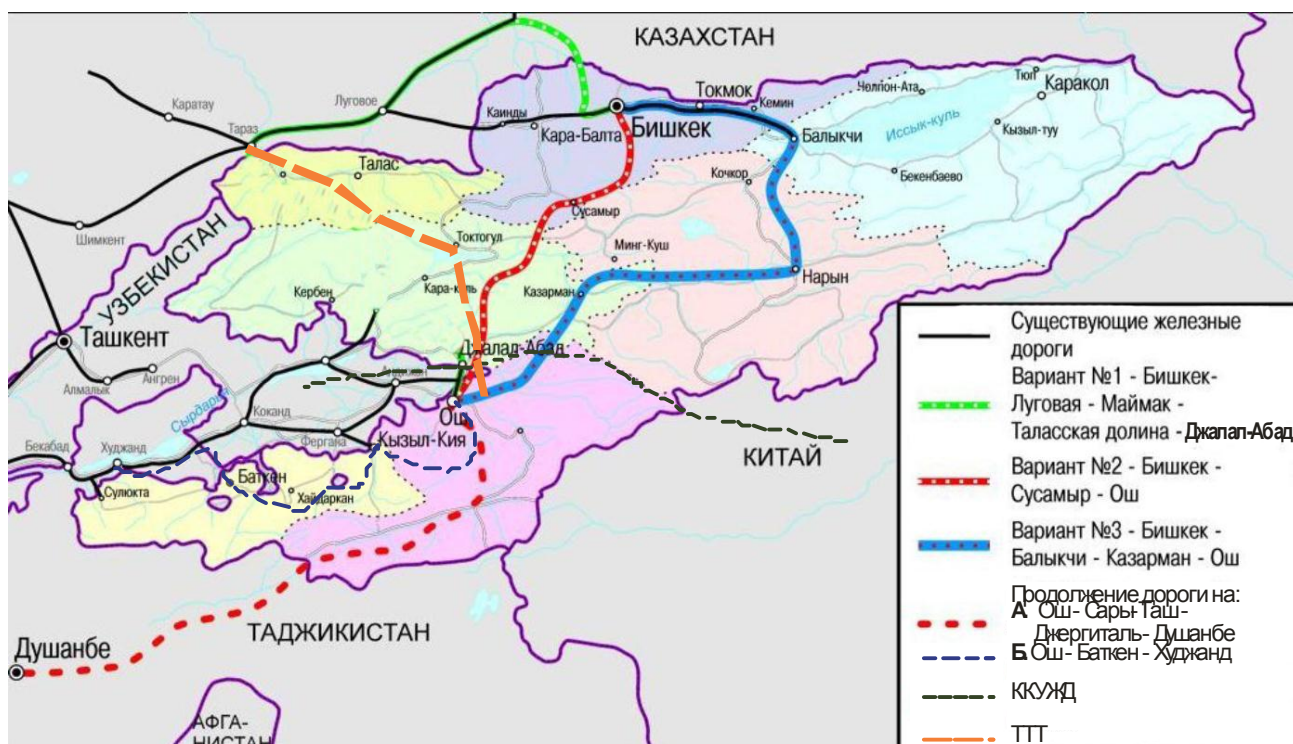 КАЗАХСТАН
Каратау
Луговое
Тараз
Каинды
Кара-Балта
Бишкек
Токмок
Кемин
Балыкчи
Чолпон-Ата
Тюп
Каракол
Иссык-куль
Кызыл-туу
Бекенбаево
Кочкор
Талас
Сусамыр
Шимкент
Токтогул
Минг-Куш
Нарын
УЗБЕКИСТАН
Кара-куль
Казарман
Кербен
Ташкент
Джалал-Абад
Алмалык
Ангрен
Андижан
Сырдарья
Коканд
Ош
Фергана
Кызыл-Кия
КИТАЙ
Бекабад
Худжанд
Баткен
Сулюкта
Хайдаркан
ТАДЖИКИСТАН
Душанбе
АФГА-
НИСТАН
Существующие железные
дороги
Вариант №1 - Бишкек-
Луговая - Маймак -
Таласская долина - Джалал-Абад
Вариант №2 - Бишкек -
Сусамыр - Ош
Вариант №3 - Бишкек -
Балыкчи - Казарман - Ош
Продолжение дороги на:
А Ош - Сары-Таш -
Джергиталь - Душанбе
Б. Ош - Баткен - Худжанд
ККУЖД
ТТТ